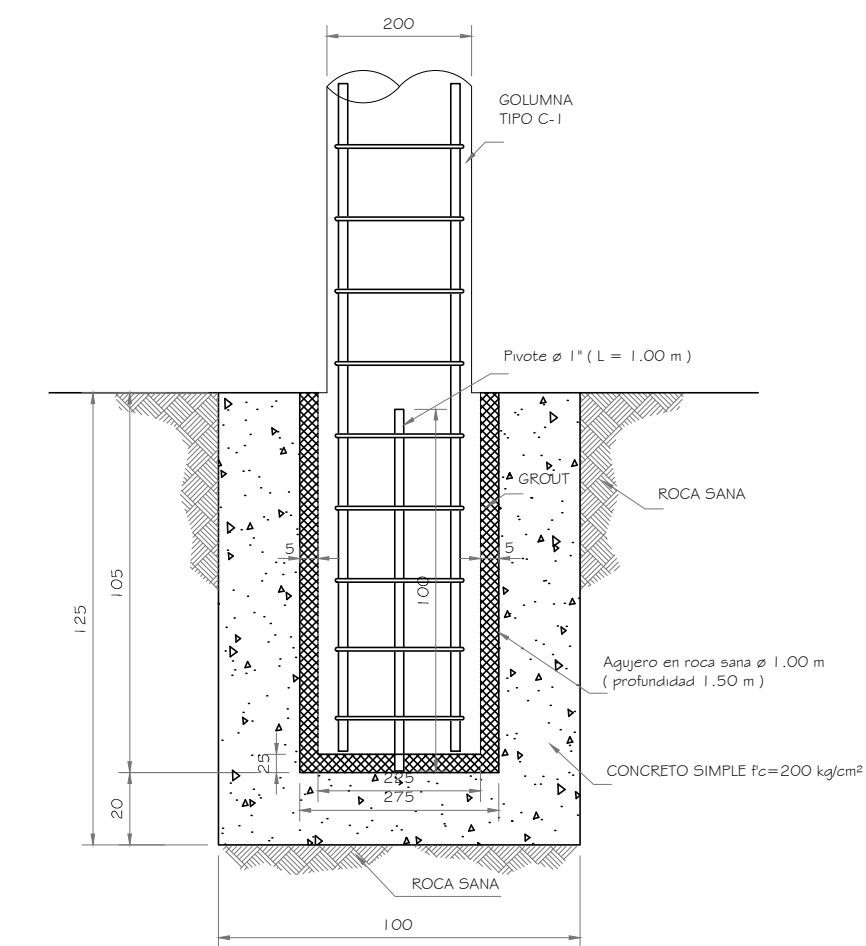 200
GOLUMNA
TIPO C-1
Pivote ø 1" ( L = 1.00 m )
GROUT
ROCA SANA
5
5
100
105
125
Agujero en roca sana ø 1.00 m
( profundidad 1.50 m )
25
225
CONCRETO SIMPLE f'c=200 kg/cm²
275
20
ROCA SANA
100